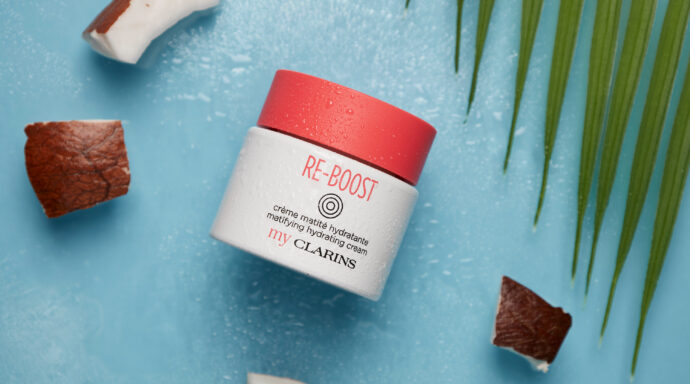 RE-BOOST
crème matité hydratante
matifying hydrating cream
my CLARINS